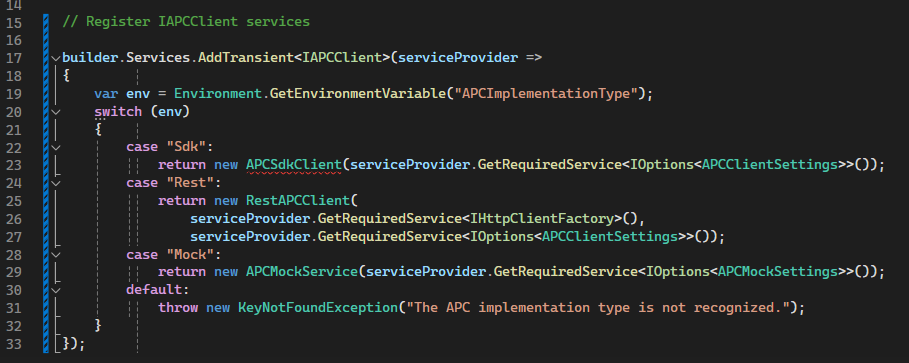 14
15 // Register IAPCClient services
16
17 builder.Services.AddTransient<IAPCClient>(serviceProvider =>
18 {
19     var env = Environment.GetEnvironmentVariable("APCImplementationType");
20     switch (env)
21     {
22         case "Sdk":
23             return new APCSdkClient(serviceProvider.GetRequiredService<IOptions<APCClientSettings>>());
24         case "Rest":
25             return new RestAPCClient(
26                 serviceProvider.GetRequiredService<IHttpClientFactory>(),
27                 serviceProvider.GetRequiredService<IOptions<APCClientSettings>>());
28         case "Mock":
29             return new APCMockService(serviceProvider.GetRequiredService<IOptions<APCMockSettings>>());
30         default:
31             throw new KeyNotFoundException("The APC implementation type is not recognized.");
32     }
33 });